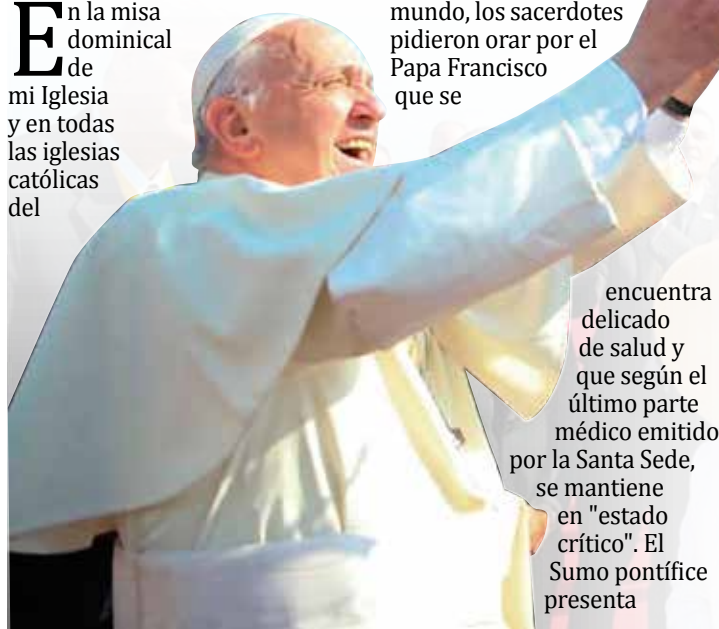 En la misa
dominical
de
mi Iglesia
y en todas
las iglesias
católicas
del
mundo, los sacerdotes
pidieron orar por el
Papa Francisco
que se
encuentra
delicado
de salud y
que según el
último parte
médico emitido
por la Santa Sede,
se mantiene
en "estado
crítico". El
Sumo pontífice
presenta